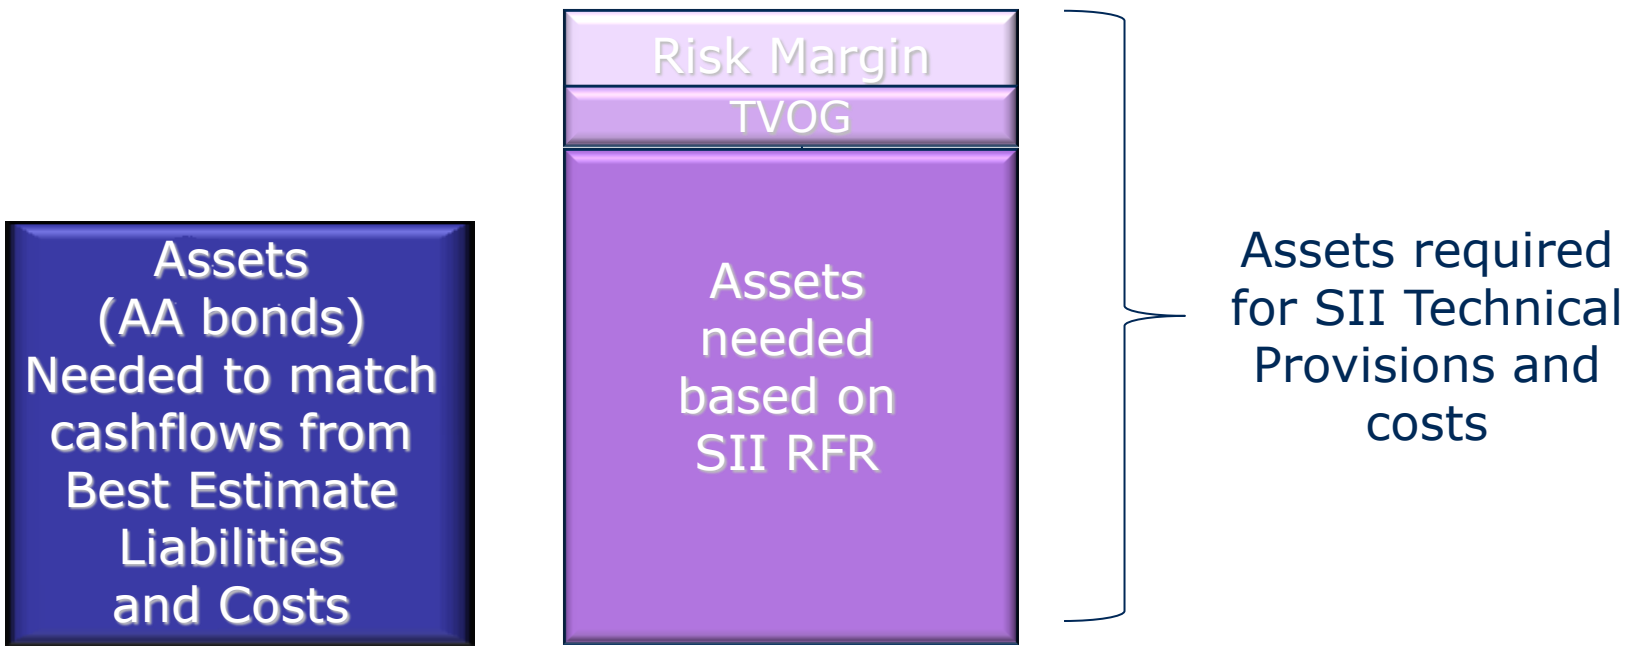 Assets
(AA bonds)
Needed to match
cashflows from
Best Estimate
Liabilities
and Costs
Risk Margin
TVOG
Assets
needed
based on
SII RFR
Assets required
for SII Technical
Provisions and
costs